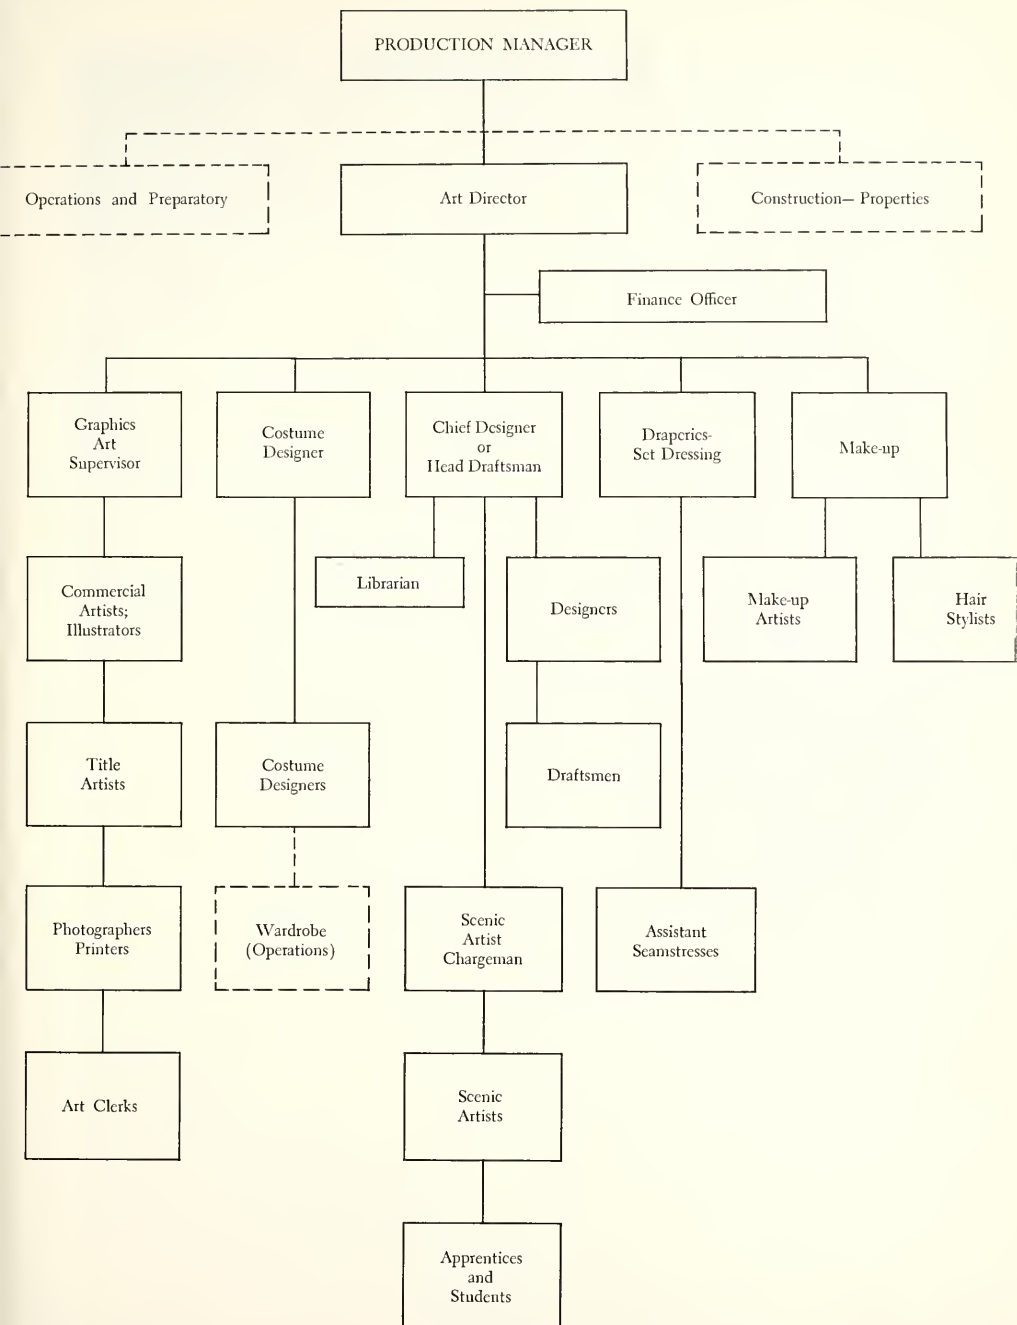 PRODUCTION MANAGER
Operations and Preparatory
Art Director
Construction— Properties
Finance Officer
Graphics
Art
Supervisor
Costume
Designer
Chief Designer
or
Head Draftsman
Draperies-
Set Dressing
Make-up
Commercial
Artists;
Illustrators
Librarian
Designers
Make-up
Artists
Hair
Stylists
Title
Artists
Costume
Designers
Draftsmen
Photographers
Printers
Wardrobe
(Operations)
Scenic
Artist
Chargeman
Assistant
Seamstresses
Art Clerks
Scenic
Artists
Apprentices
and
Students